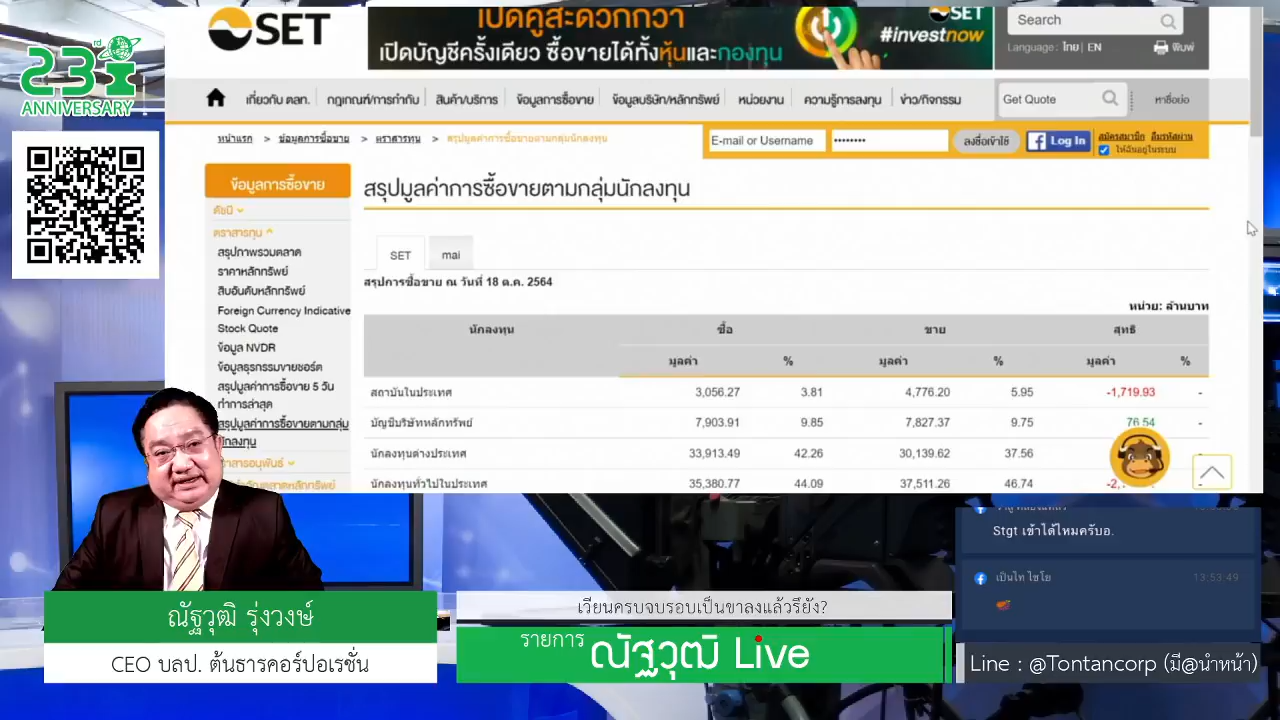 23rd
ANNIVERSARY
SET
เปิดคู่สะดวกกว่า
เปิดบัญชีครั้งเดียว ซื้อขายได้ทั้งหุ้นและกองทุน
SET
#investnow
Search
Language : ไทย | EN
พิมพ์
เกี่ยวกับ ตลท.
กฎเกณฑ์/การกำกับ
สินค้า/บริการ
ข้อมูลการซื้อขาย
ข้อมูลบริษัท/หลักทรัพย์
หน่วยงาน
ความรู้การลงทุน
ข่าว/กิจกรรม
Get Quote
หาชื่อย่อ
หน้าแรก > ข้อมูลการซื้อขาย > ตราสารทุน > สรุปมูลค่าการซื้อขายตามกลุ่มนักลงทุน
E-mail or Username
ลงชื่อเข้าใช้
Log In
สมัครสมาชิก ลืมรหัสผ่าน
ให้ฉันอยู่ในระบบ
ข้อมูลการซื้อขาย
ดัชนี
ตราสารทุน
สรุปภาพรวมตลาด
ราคาหลักทรัพย์
สิบอันดับหลักทรัพย์
Foreign Currency Indicative
Stock Quote
ข้อมูล NVDR
ข้อมูลธุรกรรมขายชอร์ต
สรุปมูลค่าการซื้อขาย 5 วัน
ทำการล่าสุด
สรุปมูลค่าการซื้อขายตามกลุ่ม
นักลงทุน
ตราสารอนุพันธ์
สรุปมูลค่าการซื้อขายตามกลุ่มนักลงทุน
SET
mai
สรุปการซื้อขาย ณ วันที่ 18 ต.ค. 2564
หน่วย: ล้านบาท
นักลงทุน ซื้อ ขาย สุทธิ
มูลค่า % มูลค่า % มูลค่า %
สถาบันในประเทศ 3,056.27 3.81 4,776.20 5.95 -1,719.93 -
บัญชีบริษัทหลักทรัพย์ 7,903.91 9.85 7,827.37 9.75 76.54 -
นักลงทุนต่างประเทศ 33,913.49 42.26 30,139.62 37.56
นักลงทุนทั่วไปในประเทศ 35,380.77 44.09 37,511.26 46.74
Stgt เข้าได้ไหมครับอ.
เป็นไท ไชโย 13:53:49
ณัฐวุฒิ รุ่งวงษ์
CEO บลป. ต้นธารคอร์ปอเรชั่น
เวียนครบจบรอบเป็นขาลงแล้วรึยัง?
รายการ ณัฐวุฒิ Live
Line : @Tontancorp (มี@นำหน้า)